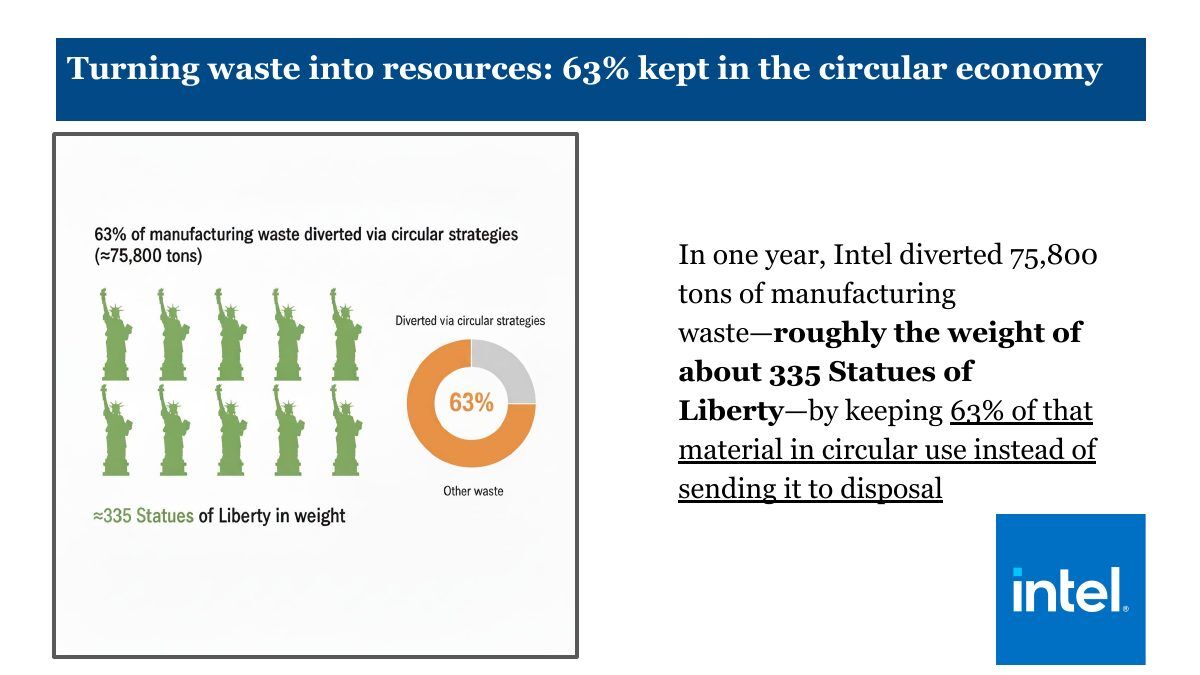 Turning waste into resources: 63% kept in the circular economy
63% of manufacturing waste diverted via circular strategies
(≈75,800 tons)
Diverted via circular strategies
63%
Other waste
≈335 Statues of Liberty in weight
In one year, Intel diverted 75,800
tons of manufacturing
waste—roughly the weight of
about 335 Statues of
Liberty—by keeping 63% of that
material in circular use instead of
sending it to disposal
intel®